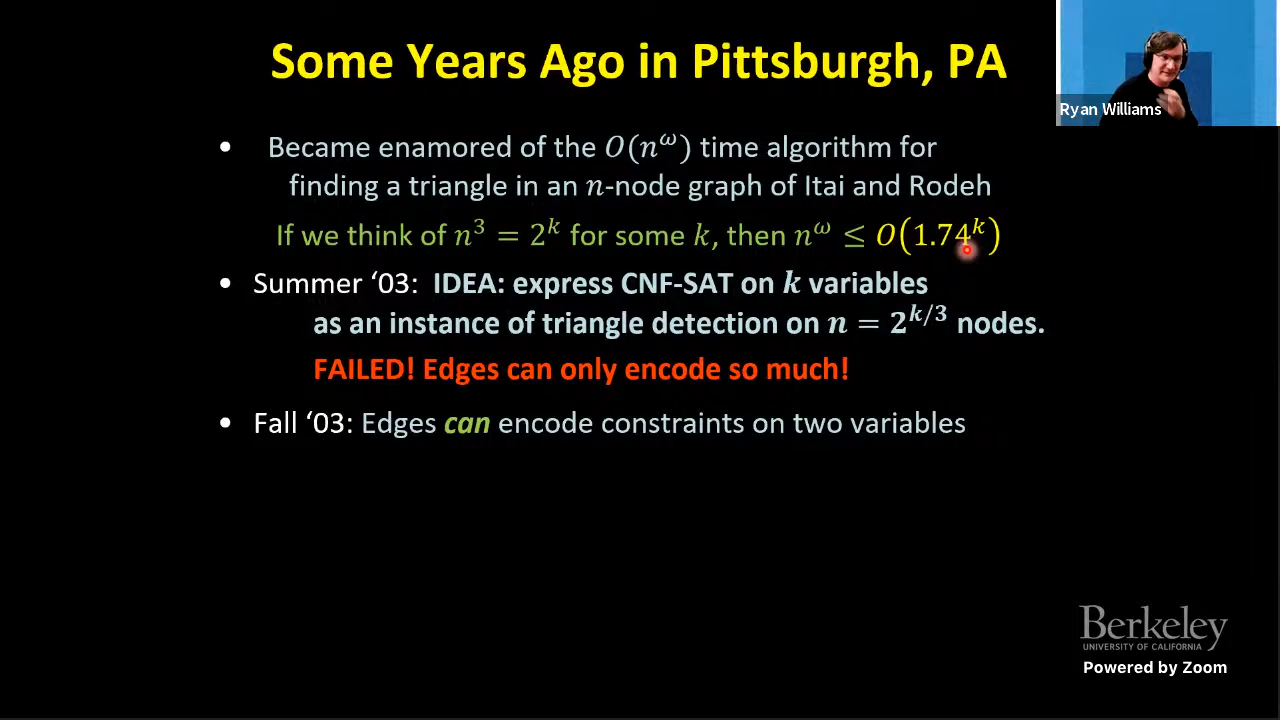 Some Years Ago in Pittsburgh, PA
Ryan Williams
• Became enamored of the 𝑂(𝑛^𝜔) time algorithm for
finding a triangle in an 𝑛-node graph of Itai and Rodeh
If we think of 𝑛³ = 2^𝑘 for some 𝑘, then 𝑛^𝜔 ≤ 𝑂(1.74^𝑘)
• Summer ‘03: IDEA: express CNF-SAT on 𝒌 variables
as an instance of triangle detection on 𝒏 = 𝟐^{𝒌/𝟑} nodes.
FAILED! Edges can only encode so much!
• Fall ‘03: Edges can encode constraints on two variables
Berkeley
UNIVERSITY OF CALIFORNIA
Powered by Zoom